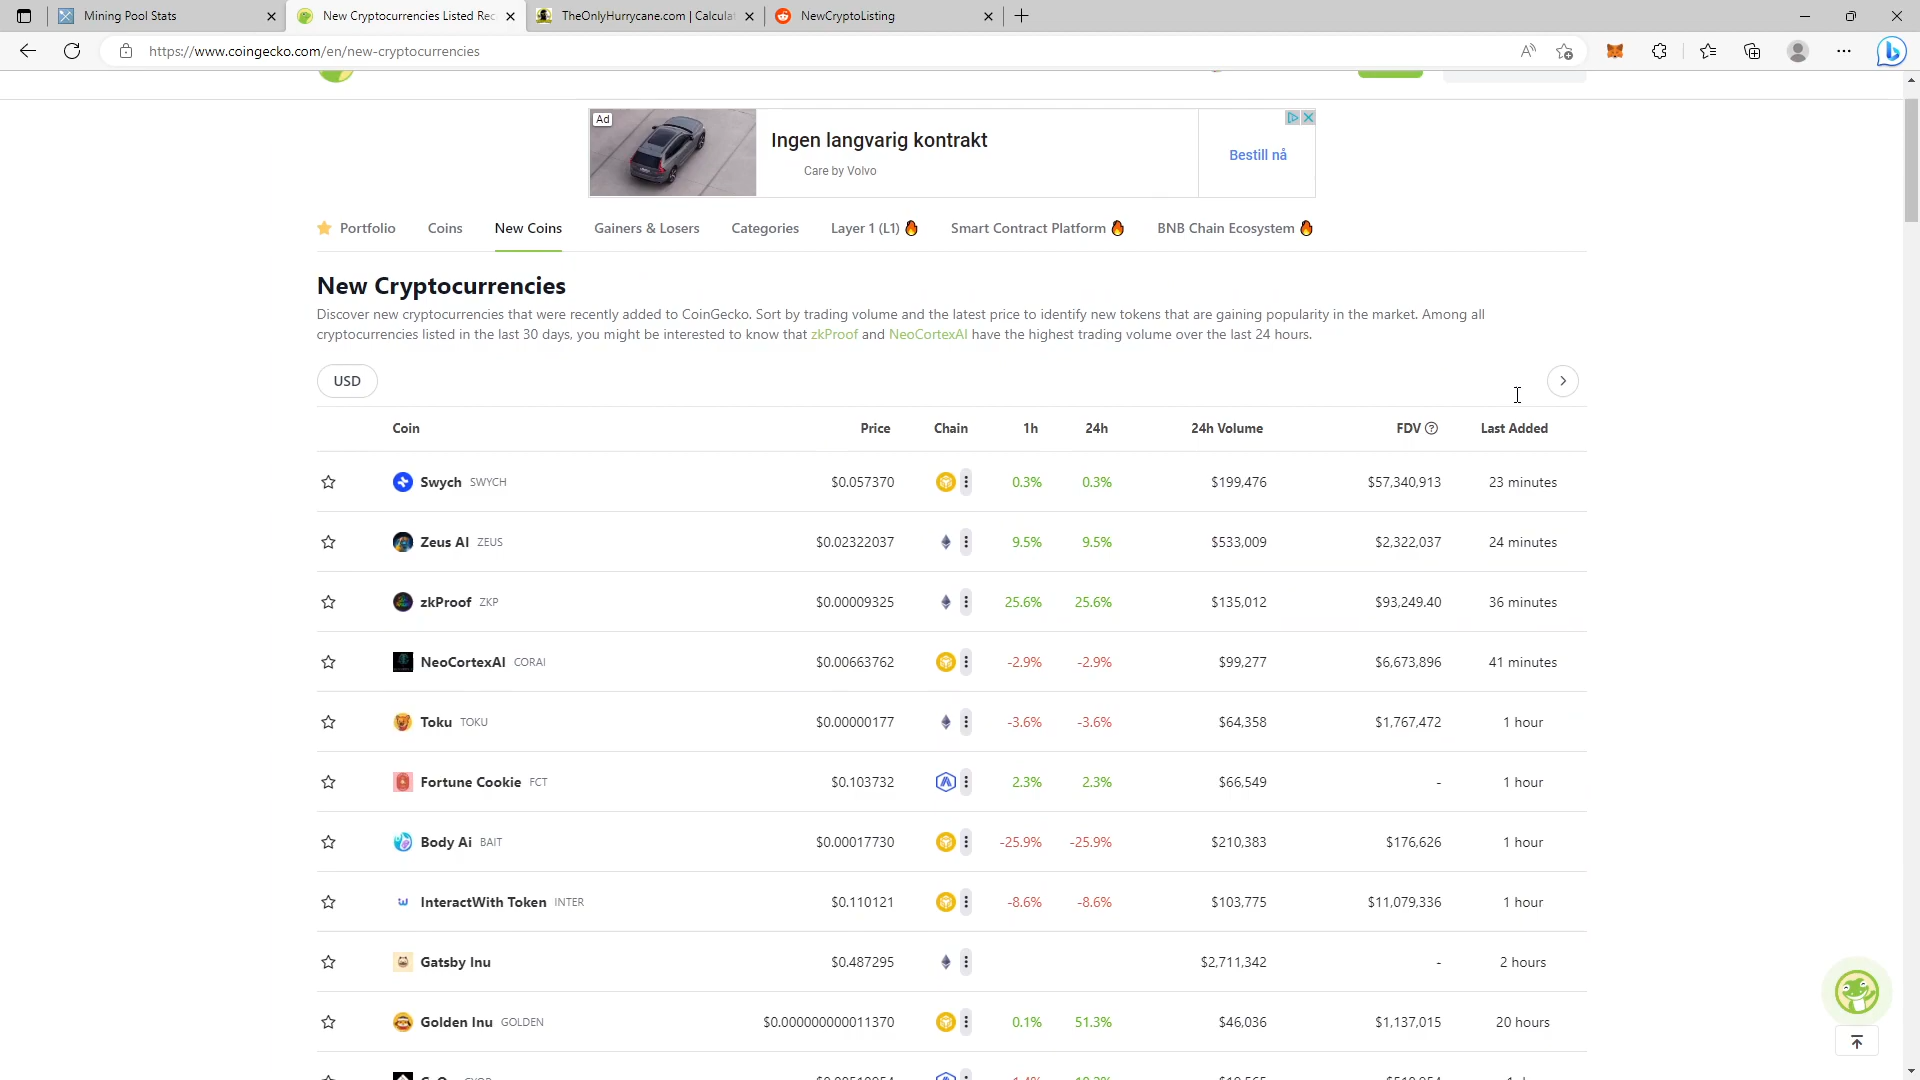 Mining Pool Stats
New Cryptocurrencies Listed Rec
TheOnlyHurrycane.com | Calculat
NewCryptoListing
https://www.coingecko.com/en/new-cryptocurrencies
Ad
Ingen langvarig kontrakt
Care by Volvo
Bestill nå
Portfolio Coins New Coins Gainers & Losers Categories Layer 1 (L1) Smart Contract Platform BNB Chain Ecosystem
New Cryptocurrencies
Discover new cryptocurrencies that were recently added to CoinGecko. Sort by trading volume and the latest price to identify new tokens that are gaining popularity in the market. Among all
cryptocurrencies listed in the last 30 days, you might be interested to know that zkProof and NeoCortexAI have the highest trading volume over the last 24 hours.
USD
Coin Price Chain 1h 24h 24h Volume FDV Last Added
Swych SWYCH $0.057370 0.3% 0.3% $199,476 $57,340,913 23 minutes
Zeus AI ZEUS $0.02322037 9.5% 9.5% $533,009 $2,322,037 24 minutes
zkProof ZKP $0.00009325 25.6% 25.6% $135,012 $93,249.40 36 minutes
NeoCortexAI CORAI $0.00663762 -2.9% -2.9% $99,277 $6,673,896 41 minutes
Toku TOKU $0.00000177 -3.6% -3.6% $64,358 $1,767,472 1 hour
Fortune Cookie FCT $0.103732 2.3% 2.3% $66,549 - 1 hour
Body Ai BAIT $0.00017730 -25.9% -25.9% $210,383 $176,626 1 hour
InteractWith Token INTER $0.110121 -8.6% -8.6% $103,775 $11,079,336 1 hour
Gatsby Inu $0.487295 $2,711,342 - 2 hours
Golden Inu GOLDEN $0.000000000011370 0.1% 51.3% $46,036 $1,137,015 20 hours